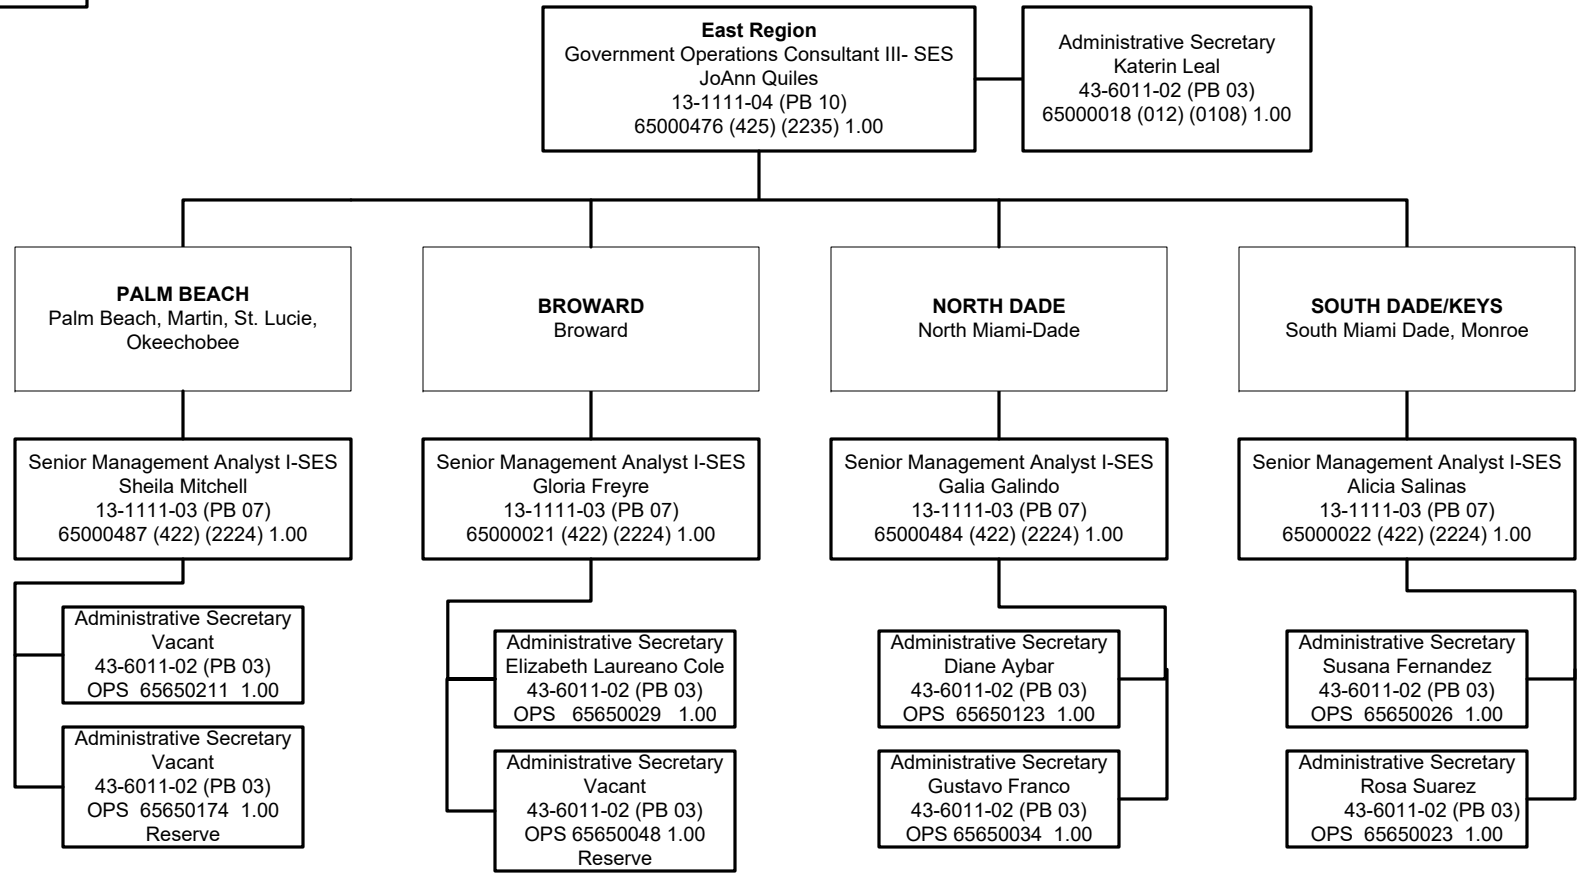 East Region
Government Operations Consultant III- SES
JoAnn Quiles
13-1111-04 (PB 10)
65000476 (425) (2235) 1.00
Administrative Secretary
Katerin Leal
43-6011-02 (PB 03)
65000018 (012) (0108) 1.00
PALM BEACH
Palm Beach, Martin, St. Lucie,
Okeechobee
BROWARD
Broward
NORTH DADE
North Miami-Dade
SOUTH DADE/KEYS
South Miami Dade, Monroe
Senior Management Analyst I-SES
Sheila Mitchell
13-1111-03 (PB 07)
65000487 (422) (2224) 1.00
Senior Management Analyst I-SES
Gloria Freyre
13-1111-03 (PB 07)
65000021 (422) (2224) 1.00
Senior Management Analyst I-SES
Galia Galindo
13-1111-03 (PB 07)
65000484 (422) (2224) 1.00
Senior Management Analyst I-SES
Alicia Salinas
13-1111-03 (PB 07)
65000022 (422) (2224) 1.00
Administrative Secretary
Vacant
43-6011-02 (PB 03)
OPS 65650211 1.00
Administrative Secretary
Vacant
43-6011-02 (PB 03)
OPS 65650174 1.00
Reserve
Administrative Secretary
Elizabeth Laureano Cole
43-6011-02 (PB 03)
OPS 65650029 1.00
Administrative Secretary
Vacant
43-6011-02 (PB 03)
OPS 65650048 1.00
Reserve
Administrative Secretary
Diane Aybar
43-6011-02 (PB 03)
OPS 65650123 1.00
Administrative Secretary
Gustavo Franco
43-6011-02 (PB 03)
OPS 65650034 1.00
Administrative Secretary
Susana Fernandez
43-6011-02 (PB 03)
OPS 65650026 1.00
Administrative Secretary
Rosa Suarez
43-6011-02 (PB 03)
OPS 65650023 1.00